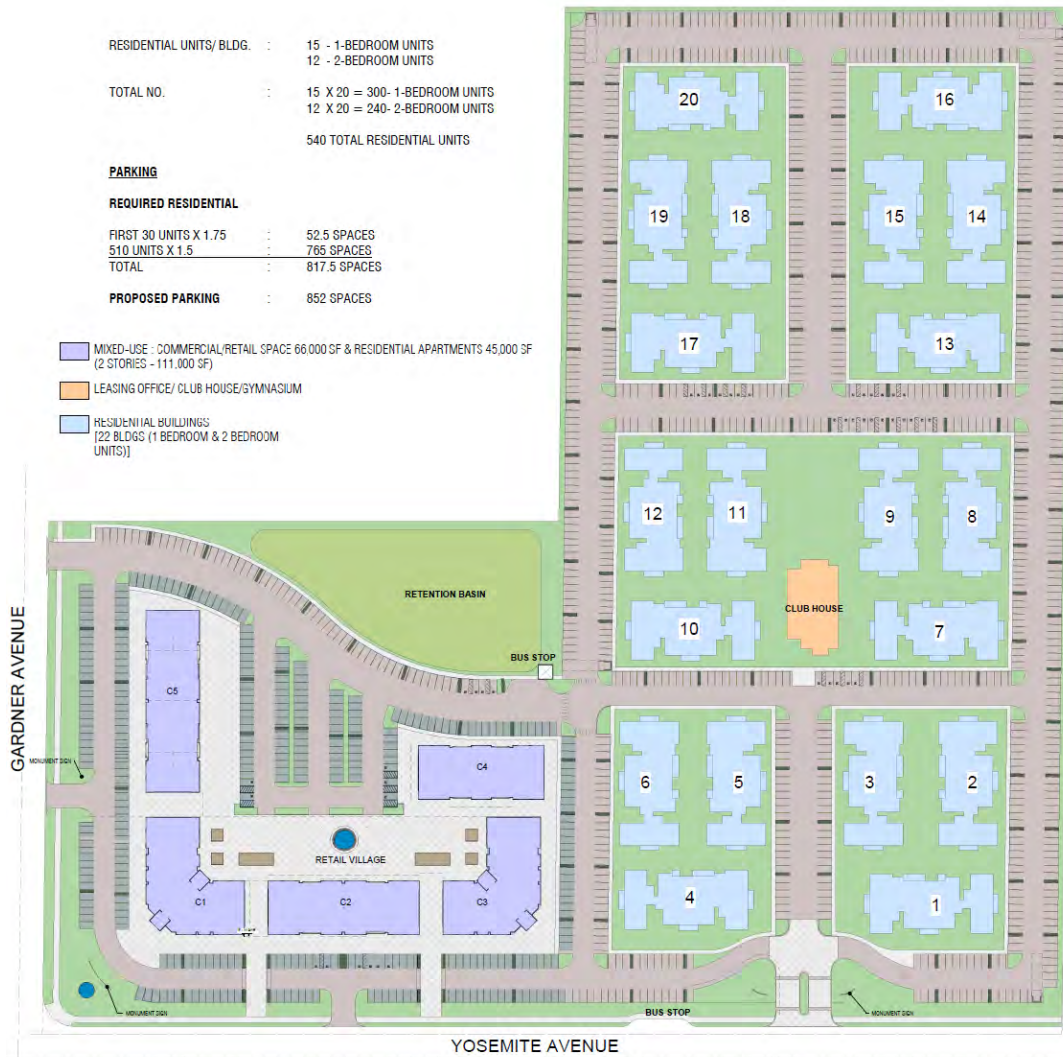 RESIDENTIAL UNITS/ BLDG. : 15 - 1-BEDROOM UNITS
12 - 2-BEDROOM UNITS
TOTAL NO. : 15 X 20 = 300- 1-BEDROOM UNITS
12 X 20 = 240- 2-BEDROOM UNITS
540 TOTAL RESIDENTIAL UNITS
PARKING
REQUIRED RESIDENTIAL
FIRST 30 UNITS X 1.75 : 52.5 SPACES
510 UNITS X 1.5 : 765 SPACES
TOTAL : 817.5 SPACES
PROPOSED PARKING : 852 SPACES
MIXED-USE : COMMERCIAL/RETAIL SPACE 66,000 SF & RESIDENTIAL APARTMENTS 45,000 SF
(2 STORIES - 111,000 SF)
LEASING OFFICE/ CLUB HOUSE/GYMNASIUM
RESIDENTIAL BUILDINGS
[22 BLDGS (1 BEDROOM & 2 BEDROOM
UNITS)]
20
16
19
18
15
14
17
13
12
11
9
8
CLUB HOUSE
10
7
RETENTION BASIN
BUS STOP
GARDNER AVENUE
C5
MONUMENT SIGN
C4
6
5
3
2
RETAIL VILLAGE
C1
C2
C3
4
1
MONUMENT SIGN
BUS STOP
MONUMENT SIGN
YOSEMITE AVENUE